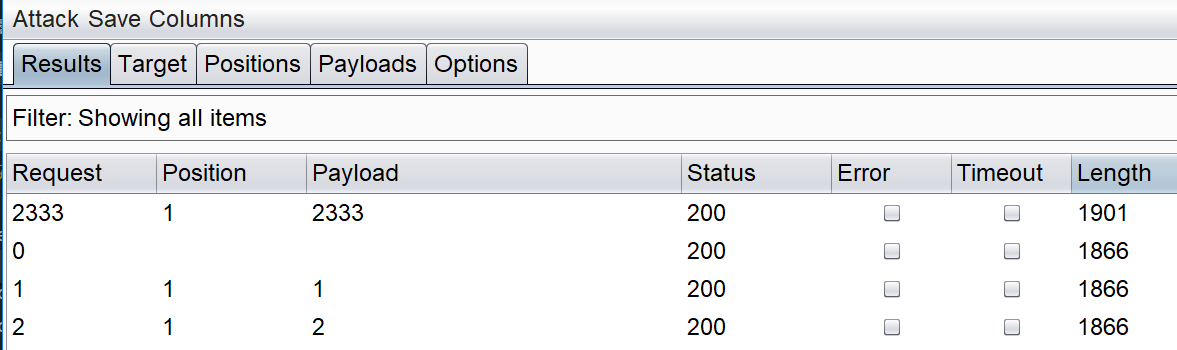 Attack Save Columns
Results Target Positions Payloads Options
Filter: Showing all items
Request Position Payload Status Error Timeout Length
2333 1 2333 200 1901
0 200 1866
1 1 1 200 1866
2 1 2 200 1866